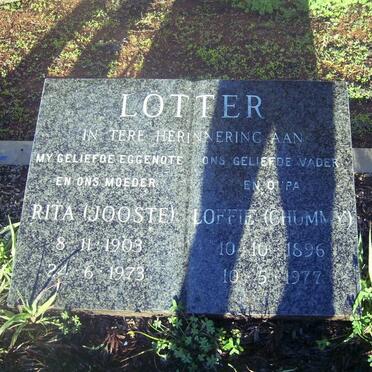 LOTTER
IN TERE HERINNERING AAN
MY GELIEFDE EGGENOTE
EN ONS MOEDER
RITA (JOOSTE)
8 11 1903
24 6 1973
ONS GELIEFDE VADER
EN OUPA
LOFFIE (CHUMMY)
10 10 1896
10 5 1977